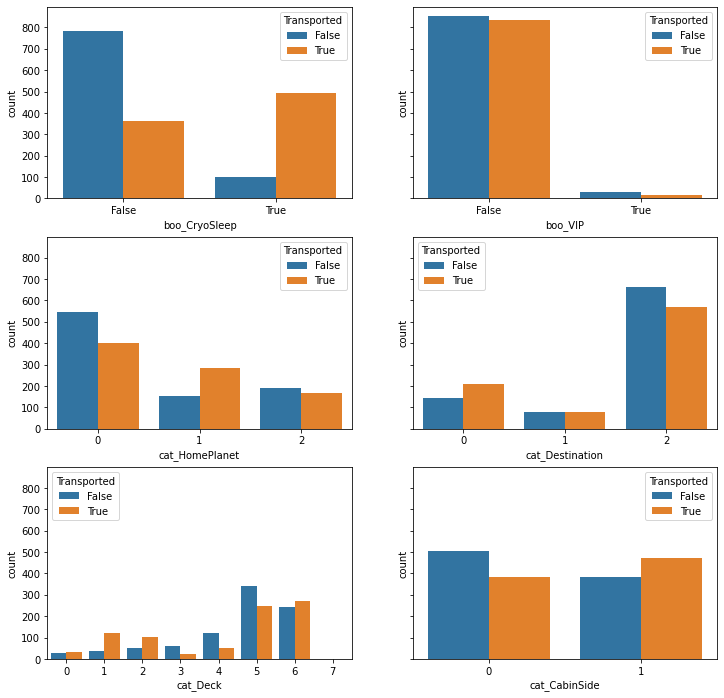 Transported
False
True
count
800
700
600
500
400
300
200
100
0
False True
boo_CryoSleep
Transported
False
True
count
False True
boo_VIP
Transported
False
True
count
800
700
600
500
400
300
200
100
0
0 1 2
cat_HomePlanet
Transported
False
True
count
0 1 2
cat_Destination
Transported
False
True
count
800
700
600
500
400
300
200
100
0
0 1 2 3 4 5 6 7
cat_Deck
Transported
False
True
count
0 1
cat_CabinSide